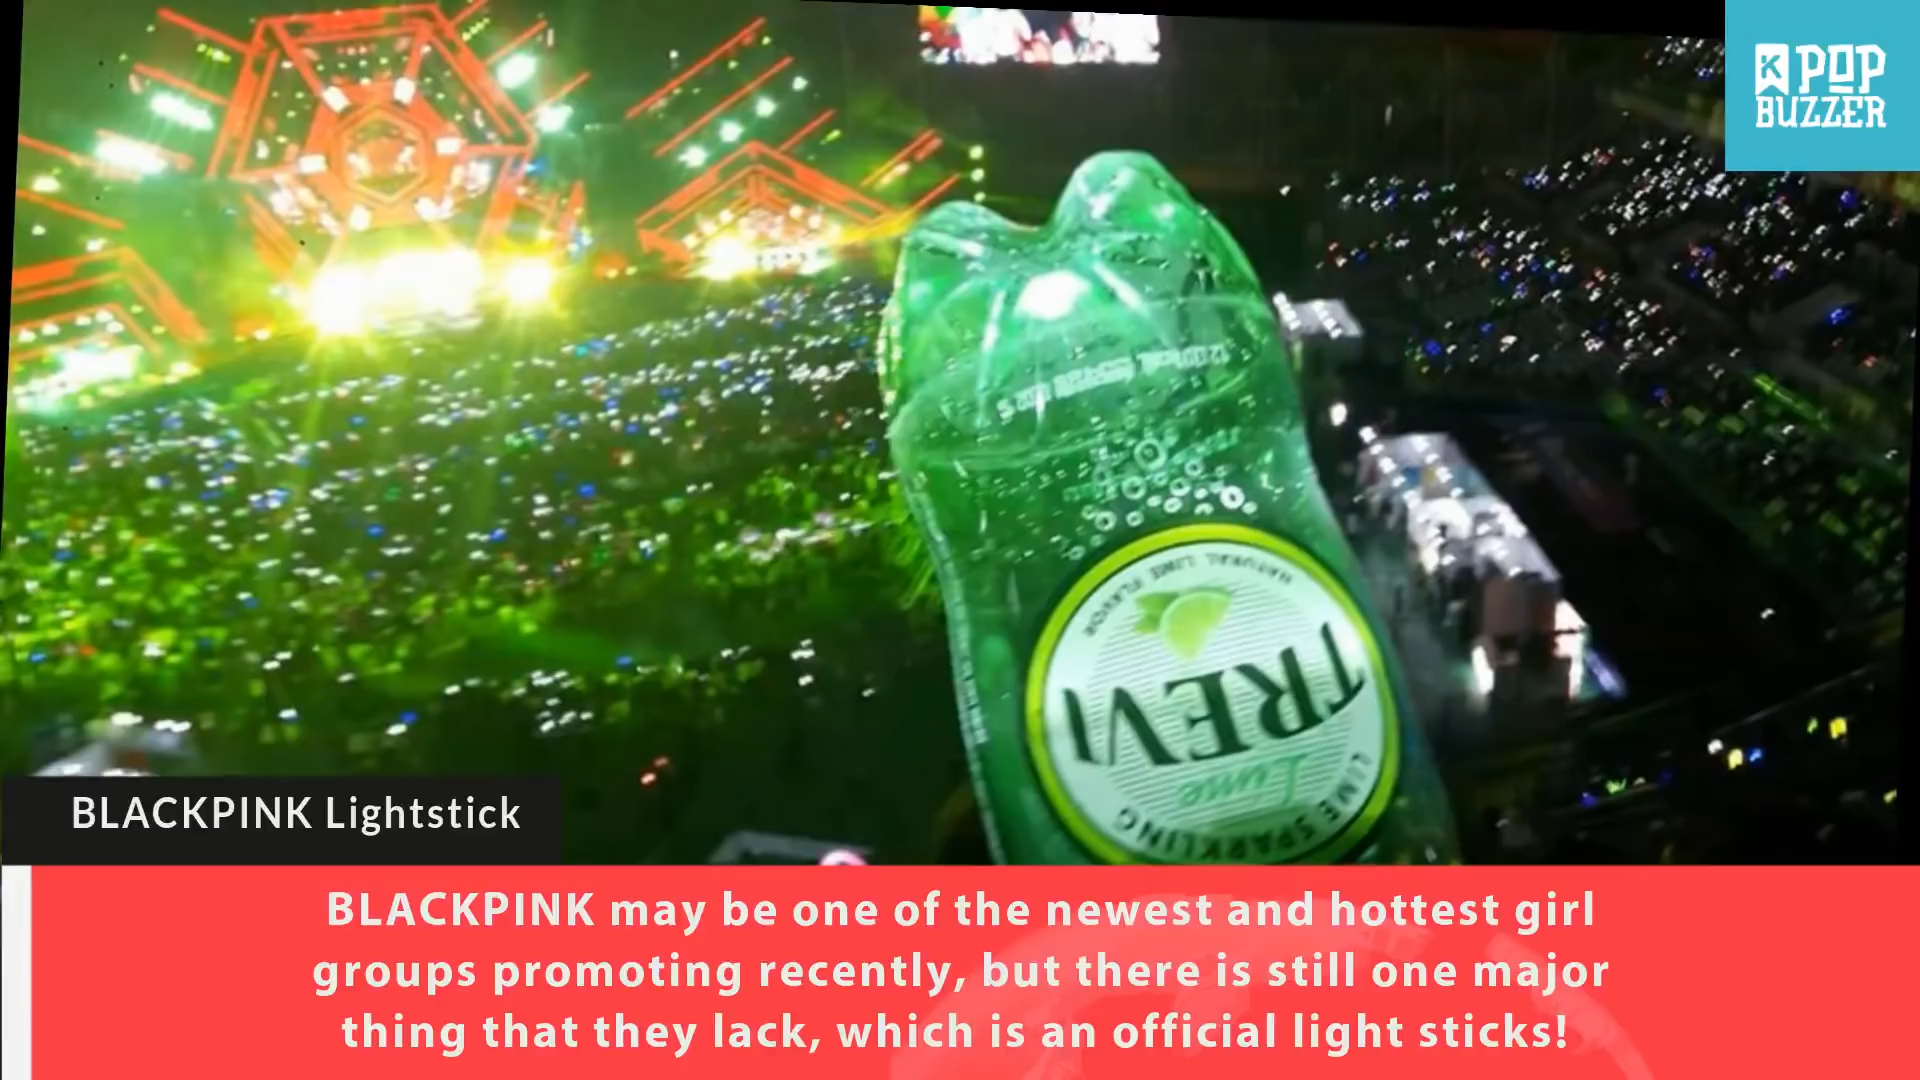 KPOP
BUZZER
NATURAL LIME FLAVOR
TREVI
Lime
LIME SPARKLING
BLACKPINK Lightstick
BLACKPINK may be one of the newest and hottest girl
groups promoting recently, but there is still one major
thing that they lack, which is an official light sticks!